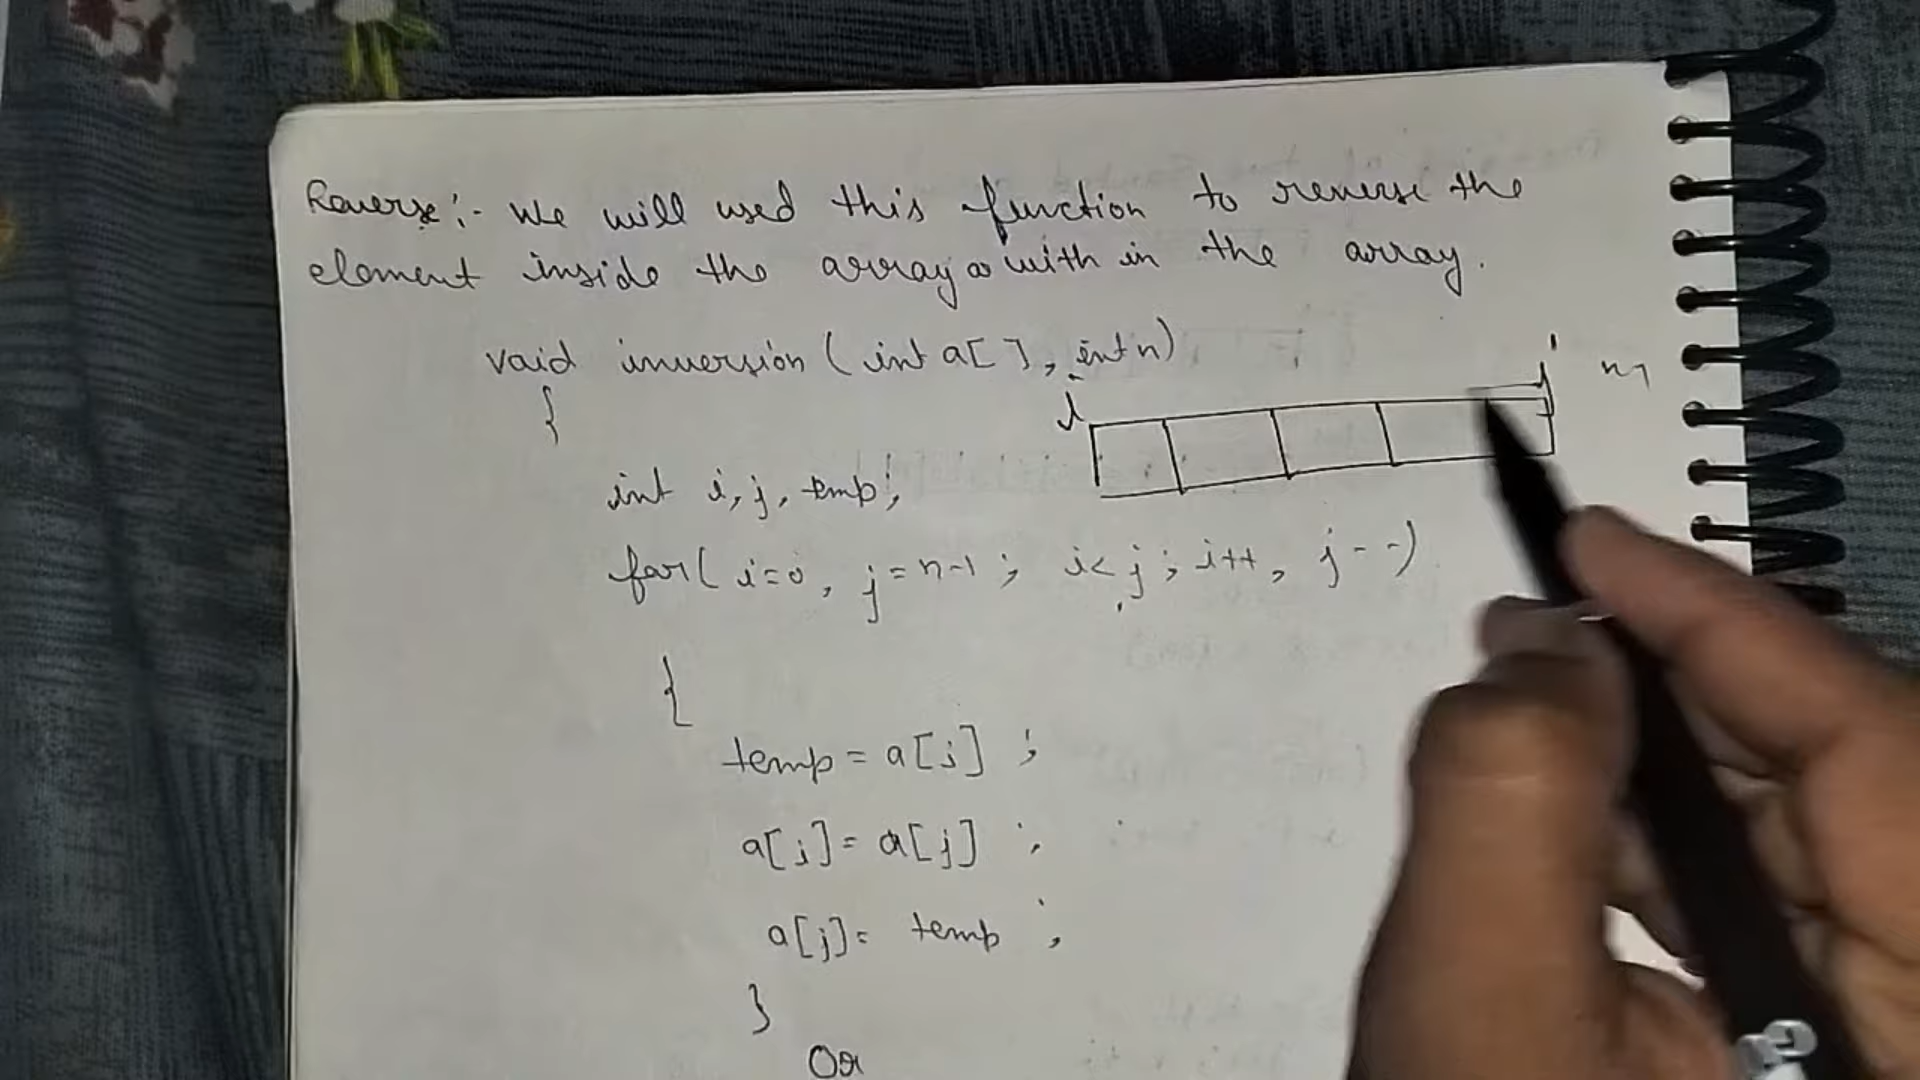 Reverse :- We will used this function to reverse the
element inside the array or with in the array.
void inversion (int a[ ], int n)
i j n-1
{
int i, j, temp;
for( i=0, j=n-1 ; i<j ; i++, j--)
{
temp = a[i] ;
a[i] = a[j] ;
a[j] = temp ;
}
Or